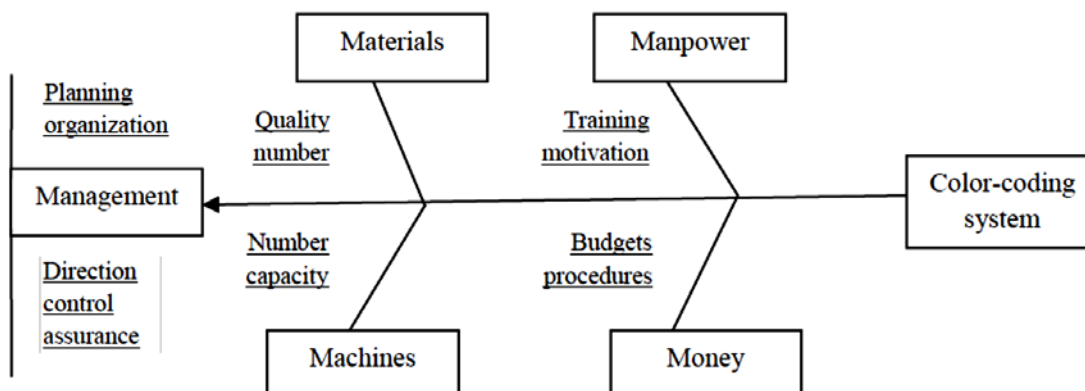 Materials
Manpower
Planning
organization
Quality
number
Training
motivation
Management
Color-coding
system
Direction
control
assurance
Number
capacity
Budgets
procedures
Machines
Money